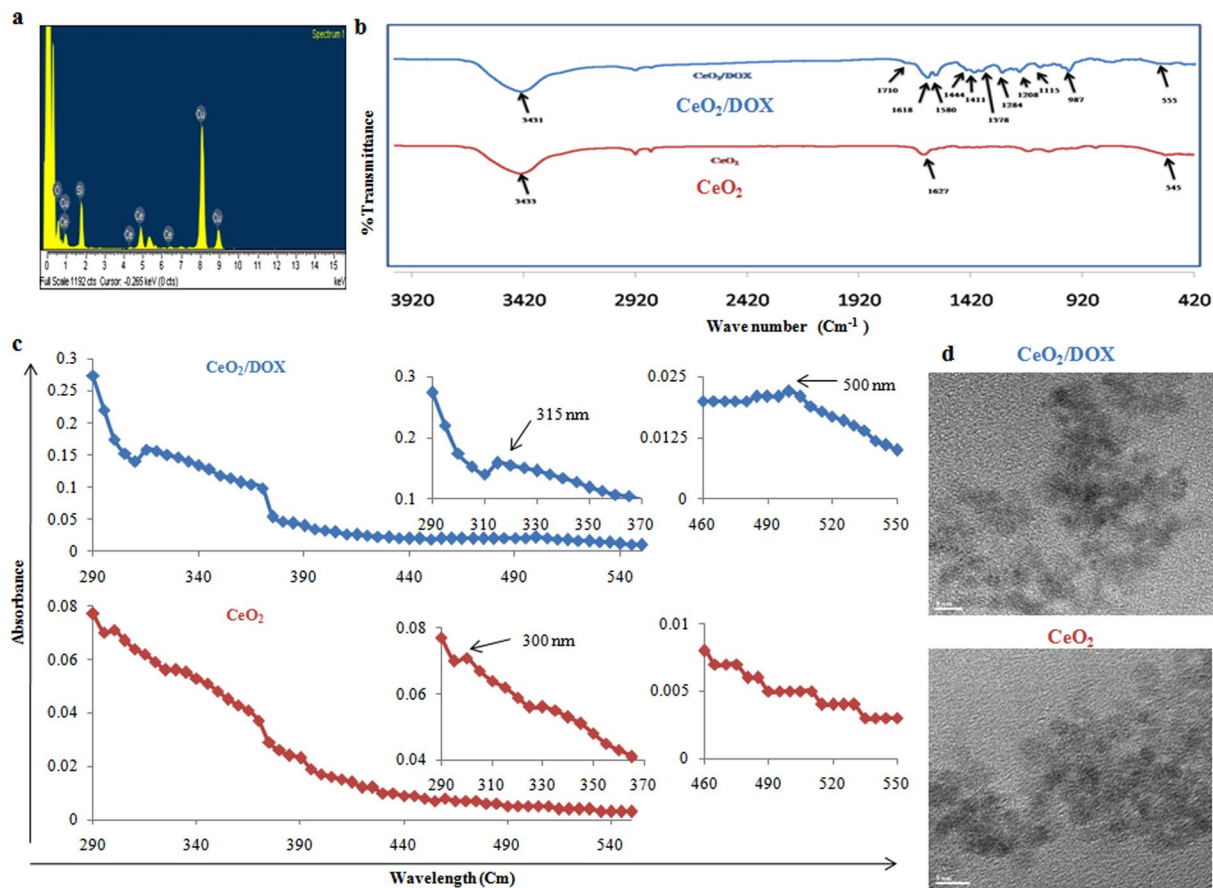 a
Spectrum 1
Cu
O
Cu
Ce
Si
Ce
Ce
Ce
Cu
0 1 2 3 4 5 6 7 8 9 10 11 12 13 14 15
Full Scale 1192 cts Cursor: -0.265 keV (0 cts)
keV
b
% Transmittance
CeO₂/DOX
CeO₂/DOX
3431
1710
1618
1580
1444
1411
1378
1284
1208
1115
987
555
CeO₂
CeO₂
3433
1627
545
3920 3420 2920 2420 1920 1420 920 420
Wave number (Cm⁻¹ )
c
Absorbance
CeO₂/DOX
0.3
0.25
0.2
0.15
0.1
0.05
0
290 340 390 440 490 540
0.3
0.2
0.1
315 nm
290 310 330 350 370
0.025
0.0125
0
500 nm
460 490 520 550
CeO₂
0.08
0.06
0.04
0.02
0
290 340 390 440 490 540
0.08
0.06
0.04
300 nm
290 310 330 350 370
0.01
0.005
0
460 490 520 550
Wavelength (Cm)
d
CeO₂/DOX
CeO₂